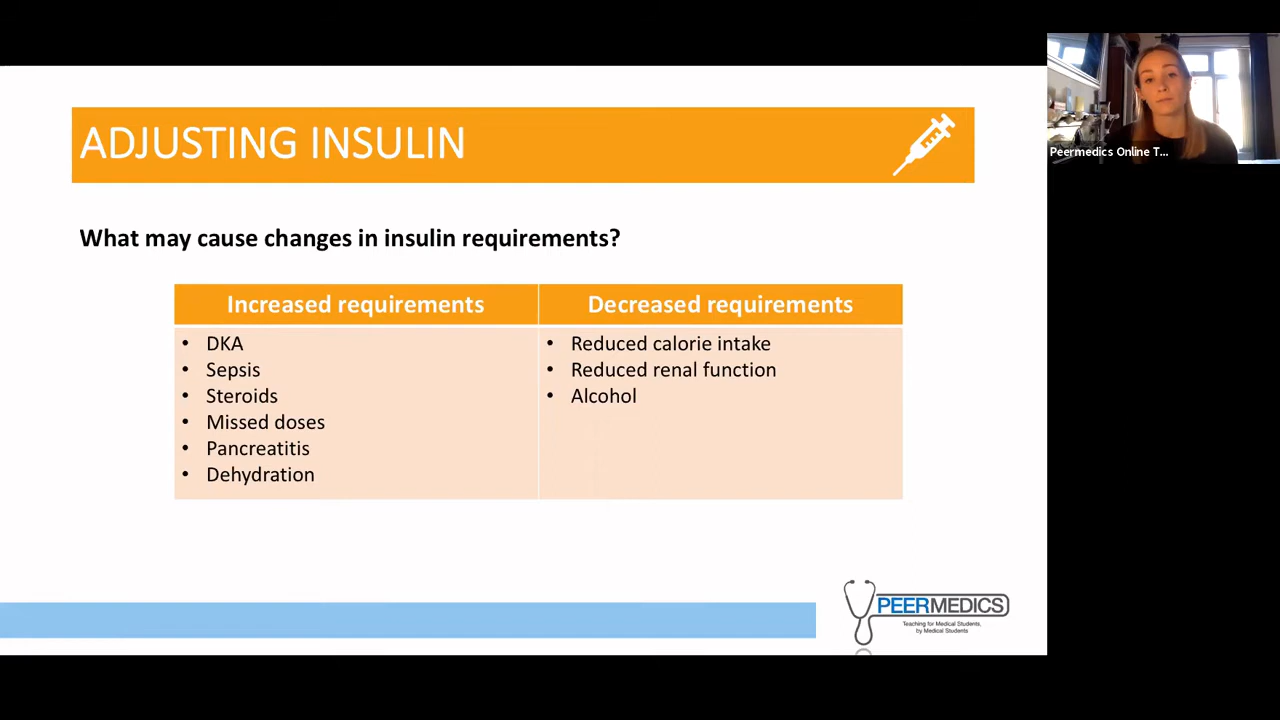 ADJUSTING INSULIN
What may cause changes in insulin requirements?
Increased requirements
• DKA
• Sepsis
• Steroids
• Missed doses
• Pancreatitis
• Dehydration
Decreased requirements
• Reduced calorie intake
• Reduced renal function
• Alcohol
PEERMEDICS
Teaching for Medical Students,
by Medical Students
Peermedics Online T...